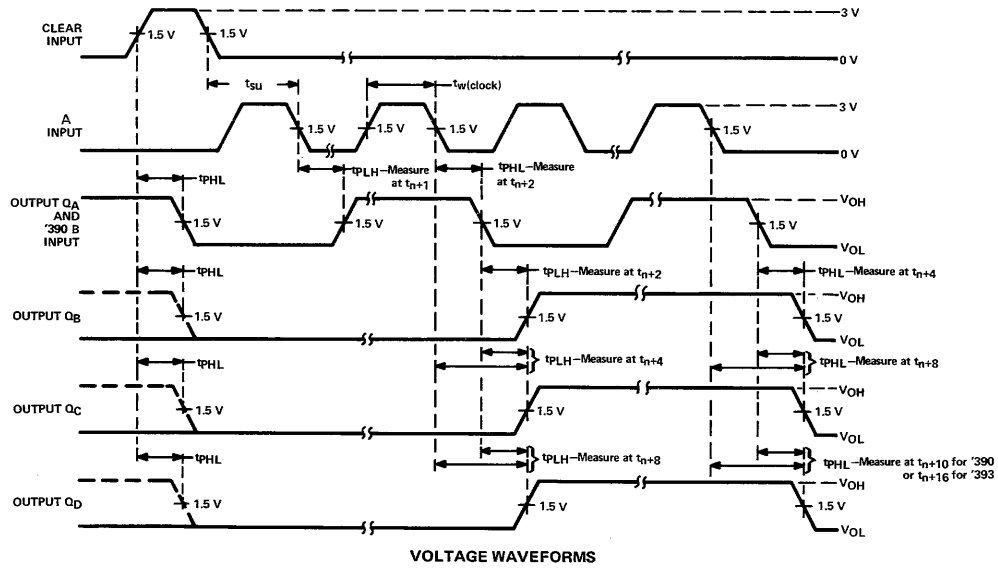 CLEAR
INPUT
1.5 V
1.5 V
3 V
0 V
tsu
tw(clock)
A
INPUT
1.5 V
1.5 V
1.5 V
1.5 V
3 V
0 V
tPHL
tPLH–Measure
at tn+1
tPHL–Measure
at tn+2
OUTPUT QA
AND
'390 B
INPUT
1.5 V
1.5 V
1.5 V
1.5 V
VOH
VOL
tPHL
tPLH–Measure at tn+2
tPHL–Measure at tn+4
OUTPUT QB
1.5 V
1.5 V
1.5 V
VOH
VOL
tPHL
tPLH–Measure at tn+4
tPHL–Measure at tn+8
OUTPUT QC
1.5 V
1.5 V
1.5 V
VOH
VOL
tPHL
tPLH–Measure at tn+8
tPHL–Measure at tn+10 for '390
or tn+16 for '393
OUTPUT QD
1.5 V
1.5 V
1.5 V
VOH
VOL
VOLTAGE WAVEFORMS